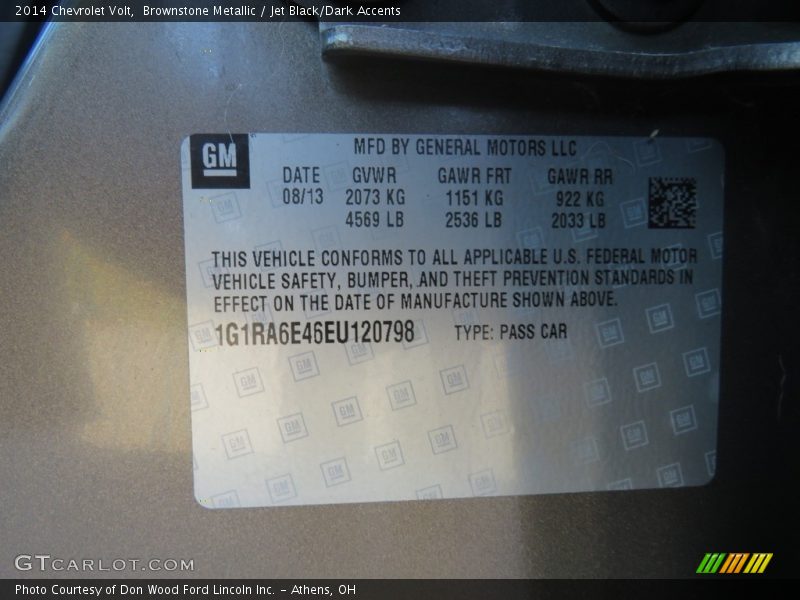 2014 Chevrolet Volt,  Brownstone Metallic / Jet Black/Dark Accents
GM
MFD BY GENERAL MOTORS LLC
DATE GVWR GAWR FRT GAWR RR
08/13 2073 KG 1151 KG 922 KG
4569 LB 2536 LB 2033 LB
THIS VEHICLE CONFORMS TO ALL APPLICABLE U.S. FEDERAL MOTOR
VEHICLE SAFETY, BUMPER, AND THEFT PREVENTION STANDARDS IN
EFFECT ON THE DATE OF MANUFACTURE SHOWN ABOVE.
1G1RA6E46EU120798 TYPE: PASS CAR
GTCARLOT.COM
Photo Courtesy of Don Wood Ford Lincoln Inc. – Athens, OH